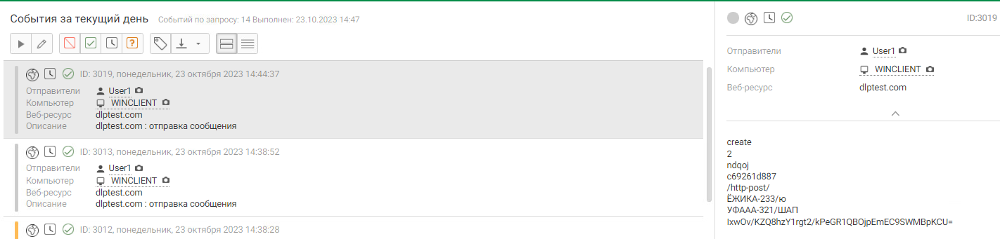 События за текущий день Событий по запросу: 14 Выполнен: 23.10.2023 14:47
ID: 3019, понедельник, 23 октября 2023 14:44:37
Отправители User1
Компьютер WINCLIENT
Веб-ресурс dlptest.com
Описание dlptest.com : отправка сообщения
ID: 3013, понедельник, 23 октября 2023 14:38:52
Отправители User1
Компьютер WINCLIENT
Веб-ресурс dlptest.com
Описание dlptest.com : отправка сообщения
ID: 3012, понедельник, 23 октября 2023 14:38:28
ID:3019
Отправители User1
Компьютер WINCLIENT
Веб-ресурс dlptest.com
create
2
ndqoj
c69261d887
/http-post/
ЁЖИКА-233/ю
УФААА-321/ШАП
IxwOv/KZQ8hzY1rgt2/kPeGR1QBOjpEmEC9SWMBpKCU=